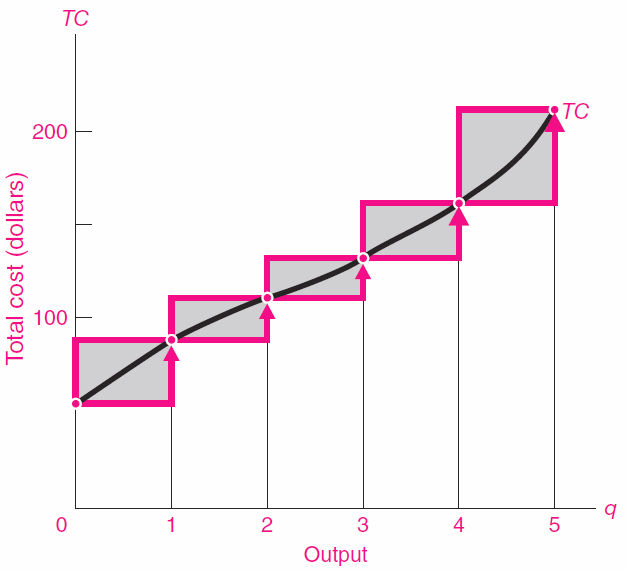 TC
TC
200
100
Total cost (dollars)
0 1 2 3 4 5 q
Output